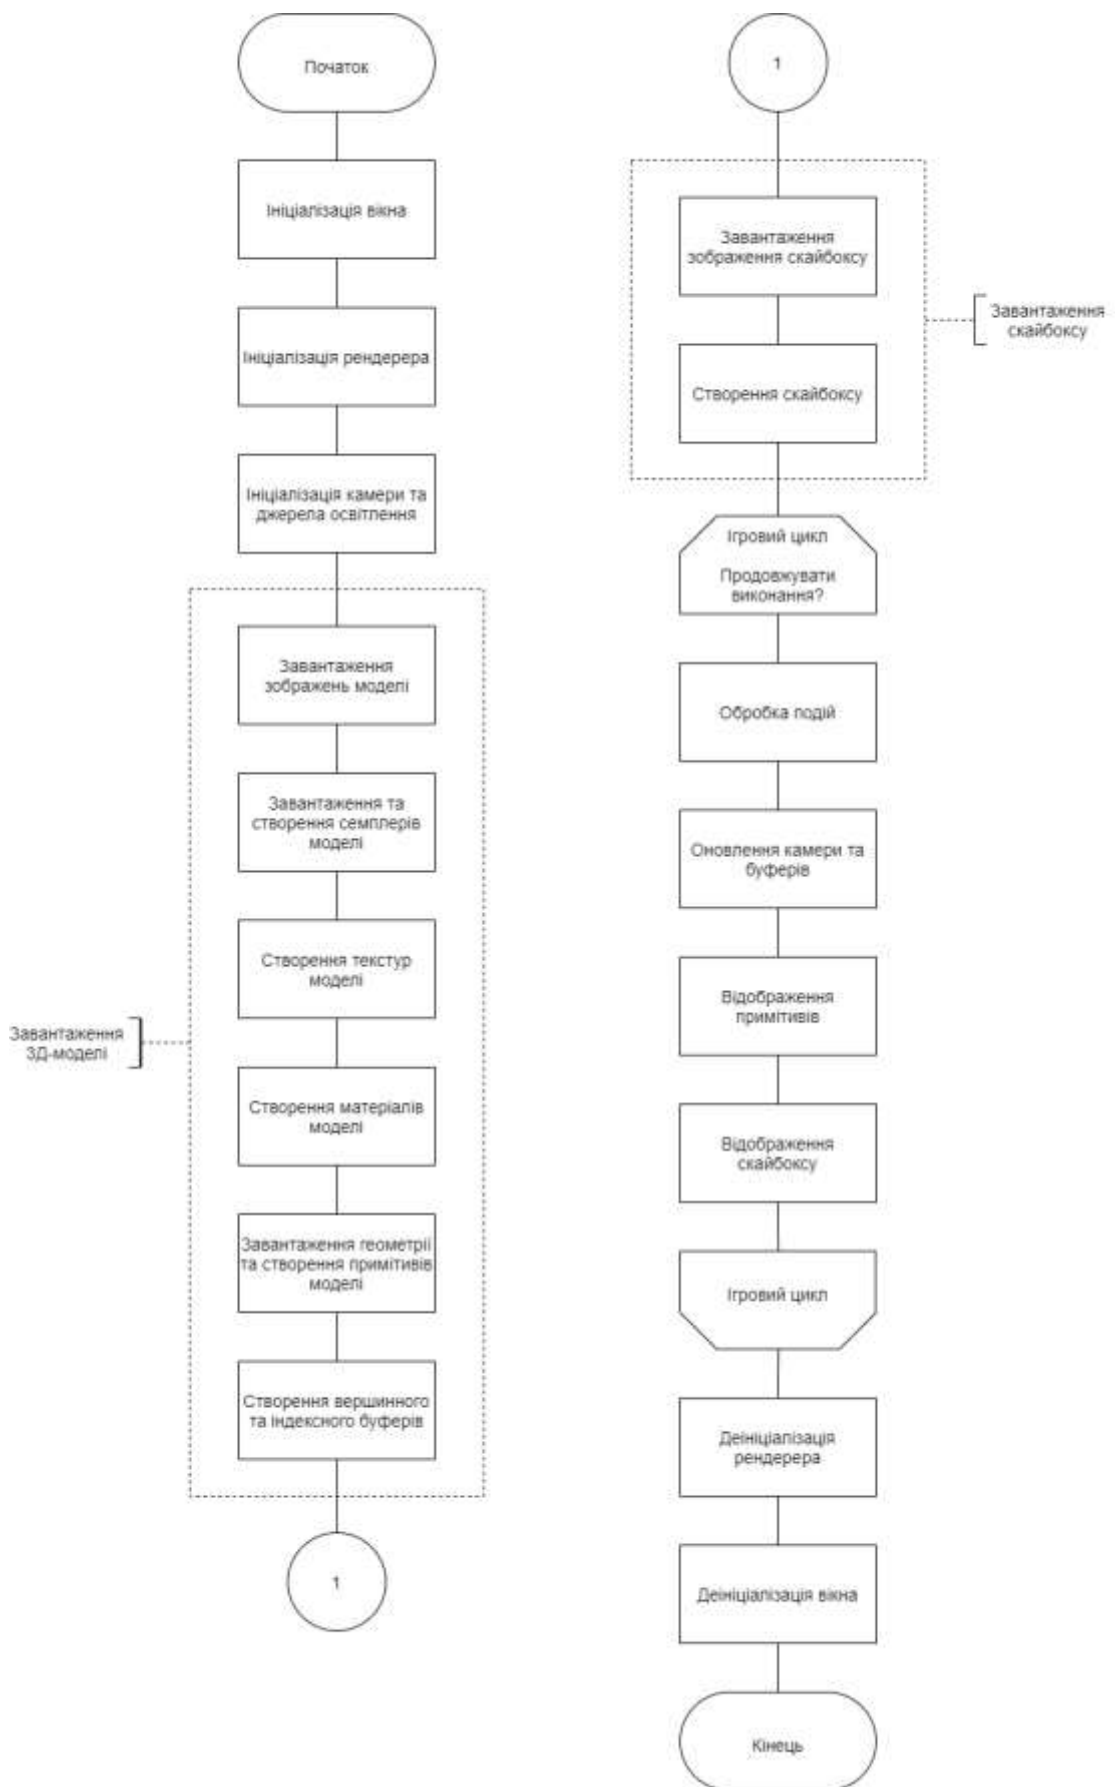 Початок
Ініціалізація вікна
Ініціалізація рендерера
Ініціалізація камери та
джерела освітлення
Завантаження
зображень моделі
Завантаження та
створення семплерів
моделі
Створення текстур
моделі
Завантаження
3Д-моделі
Створення матеріалів
моделі
Завантаження геометрії
та створення примітивів
моделі
Створення вершинного
та індексного буферів
1
1
Завантаження
зображення скайбоксу
Завантаження
скайбоксу
Створення скайбоксу
Ігровий цикл
Продовжувати
виконання?
Обробка подій
Оновлення камери та
буферів
Відображення
примітивів
Відображення
скайбоксу
Ігровий цикл
Деініціалізація
рендерера
Деініціалізація вікна
Кінець